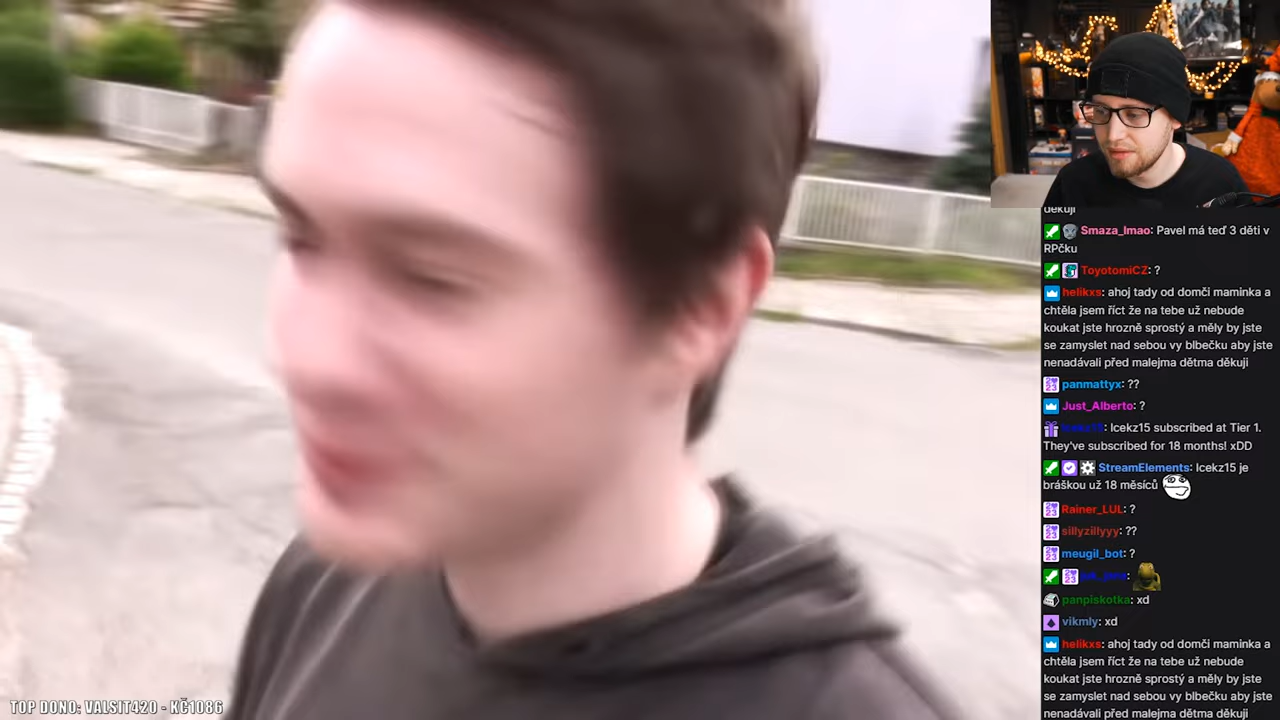 děkuji
Smaza_lmao: Pavel má teď 3 děti v
RPčku
ToyotomiCZ: ?
helikxs: ahoj tady od domči maminka a
chtěla jsem říct že na tebe už nebude
koukat jste hrozně sprostý a měly by jste
se zamyslet nad sebou vy blbečku aby jste
nenadávali před malejma dětma děkuji
panmattyx: ??
Just_Alberto: ?
Icekz15: Icekz15 subscribed at Tier 1.
They've subscribed for 18 months! xDD
StreamElements: Icekz15 je
bráškou už 18 měsíců
Rainer_LUL: ?
sillyzillyyy: ??
meugil_bot: ?
panpiskotka: xd
vikmly: xd
helikxs: ahoj tady od domči maminka a
chtěla jsem říct že na tebe už nebude
koukat jste hrozně sprostý a měly by jste
se zamyslet nad sebou vy blbečku aby jste
nenadávali před malejma dětma děkuji
TOP DONO: VALSIT420 - KČ1086